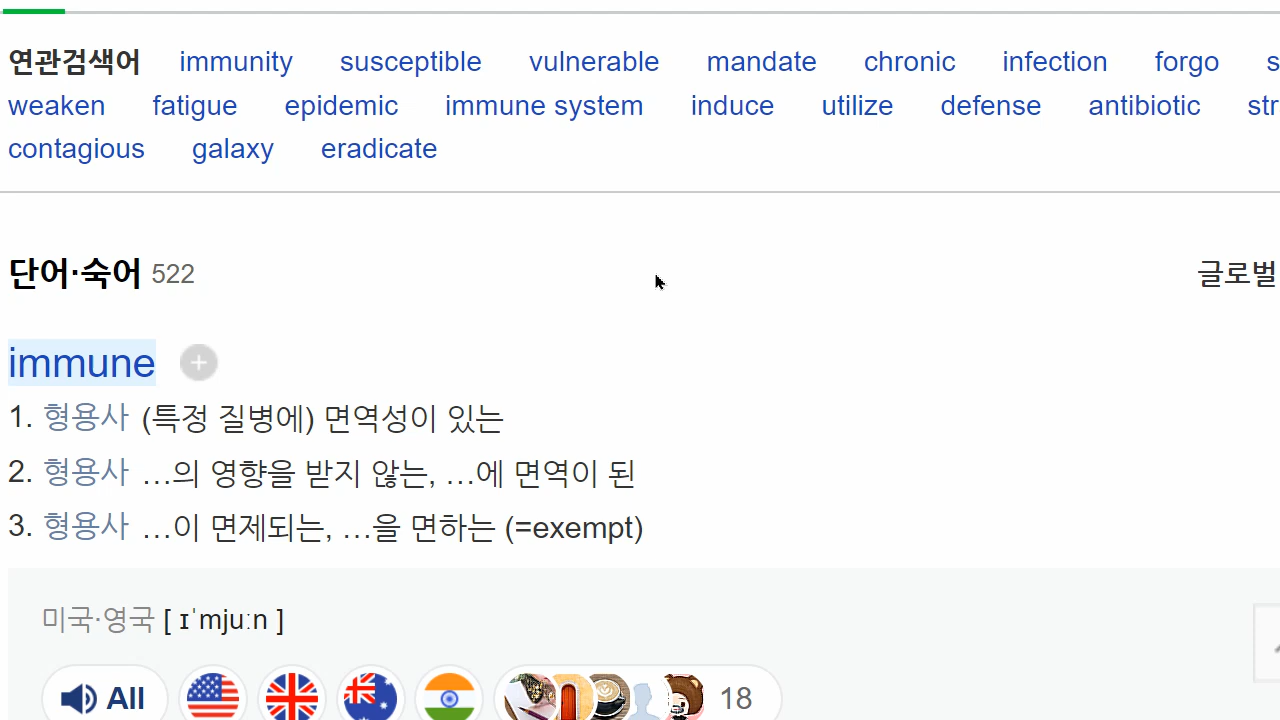 연관검색어 immunity susceptible vulnerable mandate chronic infection forgo
weaken fatigue epidemic immune system induce utilize defense antibiotic
contagious galaxy eradicate
단어·숙어 522 글로벌
immune
1. 형용사 (특정 질병에) 면역성이 있는
2. 형용사 …의 영향을 받지 않는, …에 면역이 된
3. 형용사 …이 면제되는, …을 면하는 (=exempt)
미국·영국 [ ɪˈmjuːn ]
All 18